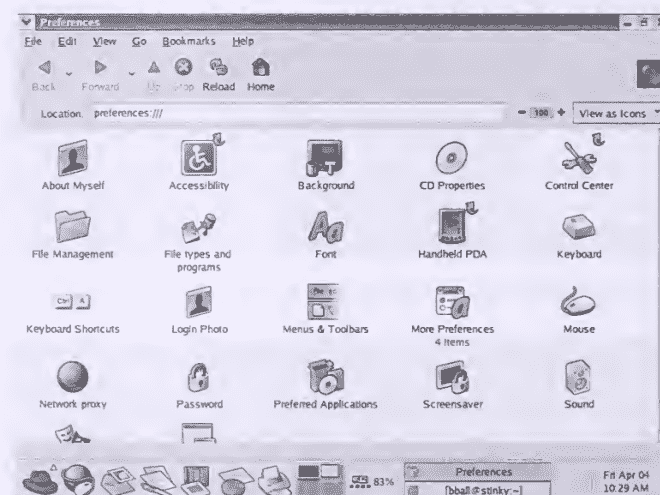 Preferences
File Edit View Go Bookmarks Help
Back Forward Up Stop Reload Home
Location: preferences:/// 100 View as Icons
About Myself Accessibility Background CD Properties Control Center
File Management File types and programs Font Handheld PDA Keyboard
Ctrl A
Keyboard Shortcuts Login Photo Menus & Toolbars More Preferences Mouse
4 items
Network proxy Password Preferred Applications Screensaver Sound
83% Preferences Fri Apr 04
[bball@stinky:~] 10:29 AM